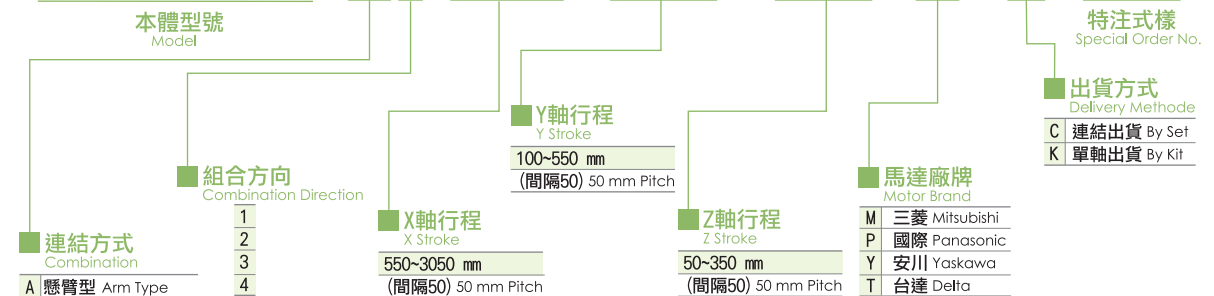 本體型號
Model
特注式樣
Special Order No.
出貨方式
Delivery Methode
C 連結出貨 By Set
K 單軸出貨 By Kit
Y軸行程
Y Stroke
100~550 mm
(間隔50) 50 mm Pitch
組合方向
Combination Direction
1
2
3
4
馬達廠牌
Motor Brand
M 三菱 Mitsubishi
P 國際 Panasonic
Y 安川 Yaskawa
T 台達 Delta
X軸行程
X Stroke
550~3050 mm
(間隔50) 50 mm Pitch
Z軸行程
Z Stroke
50~350 mm
(間隔50) 50 mm Pitch
連結方式
Combination
A 懸臂型 Arm Type